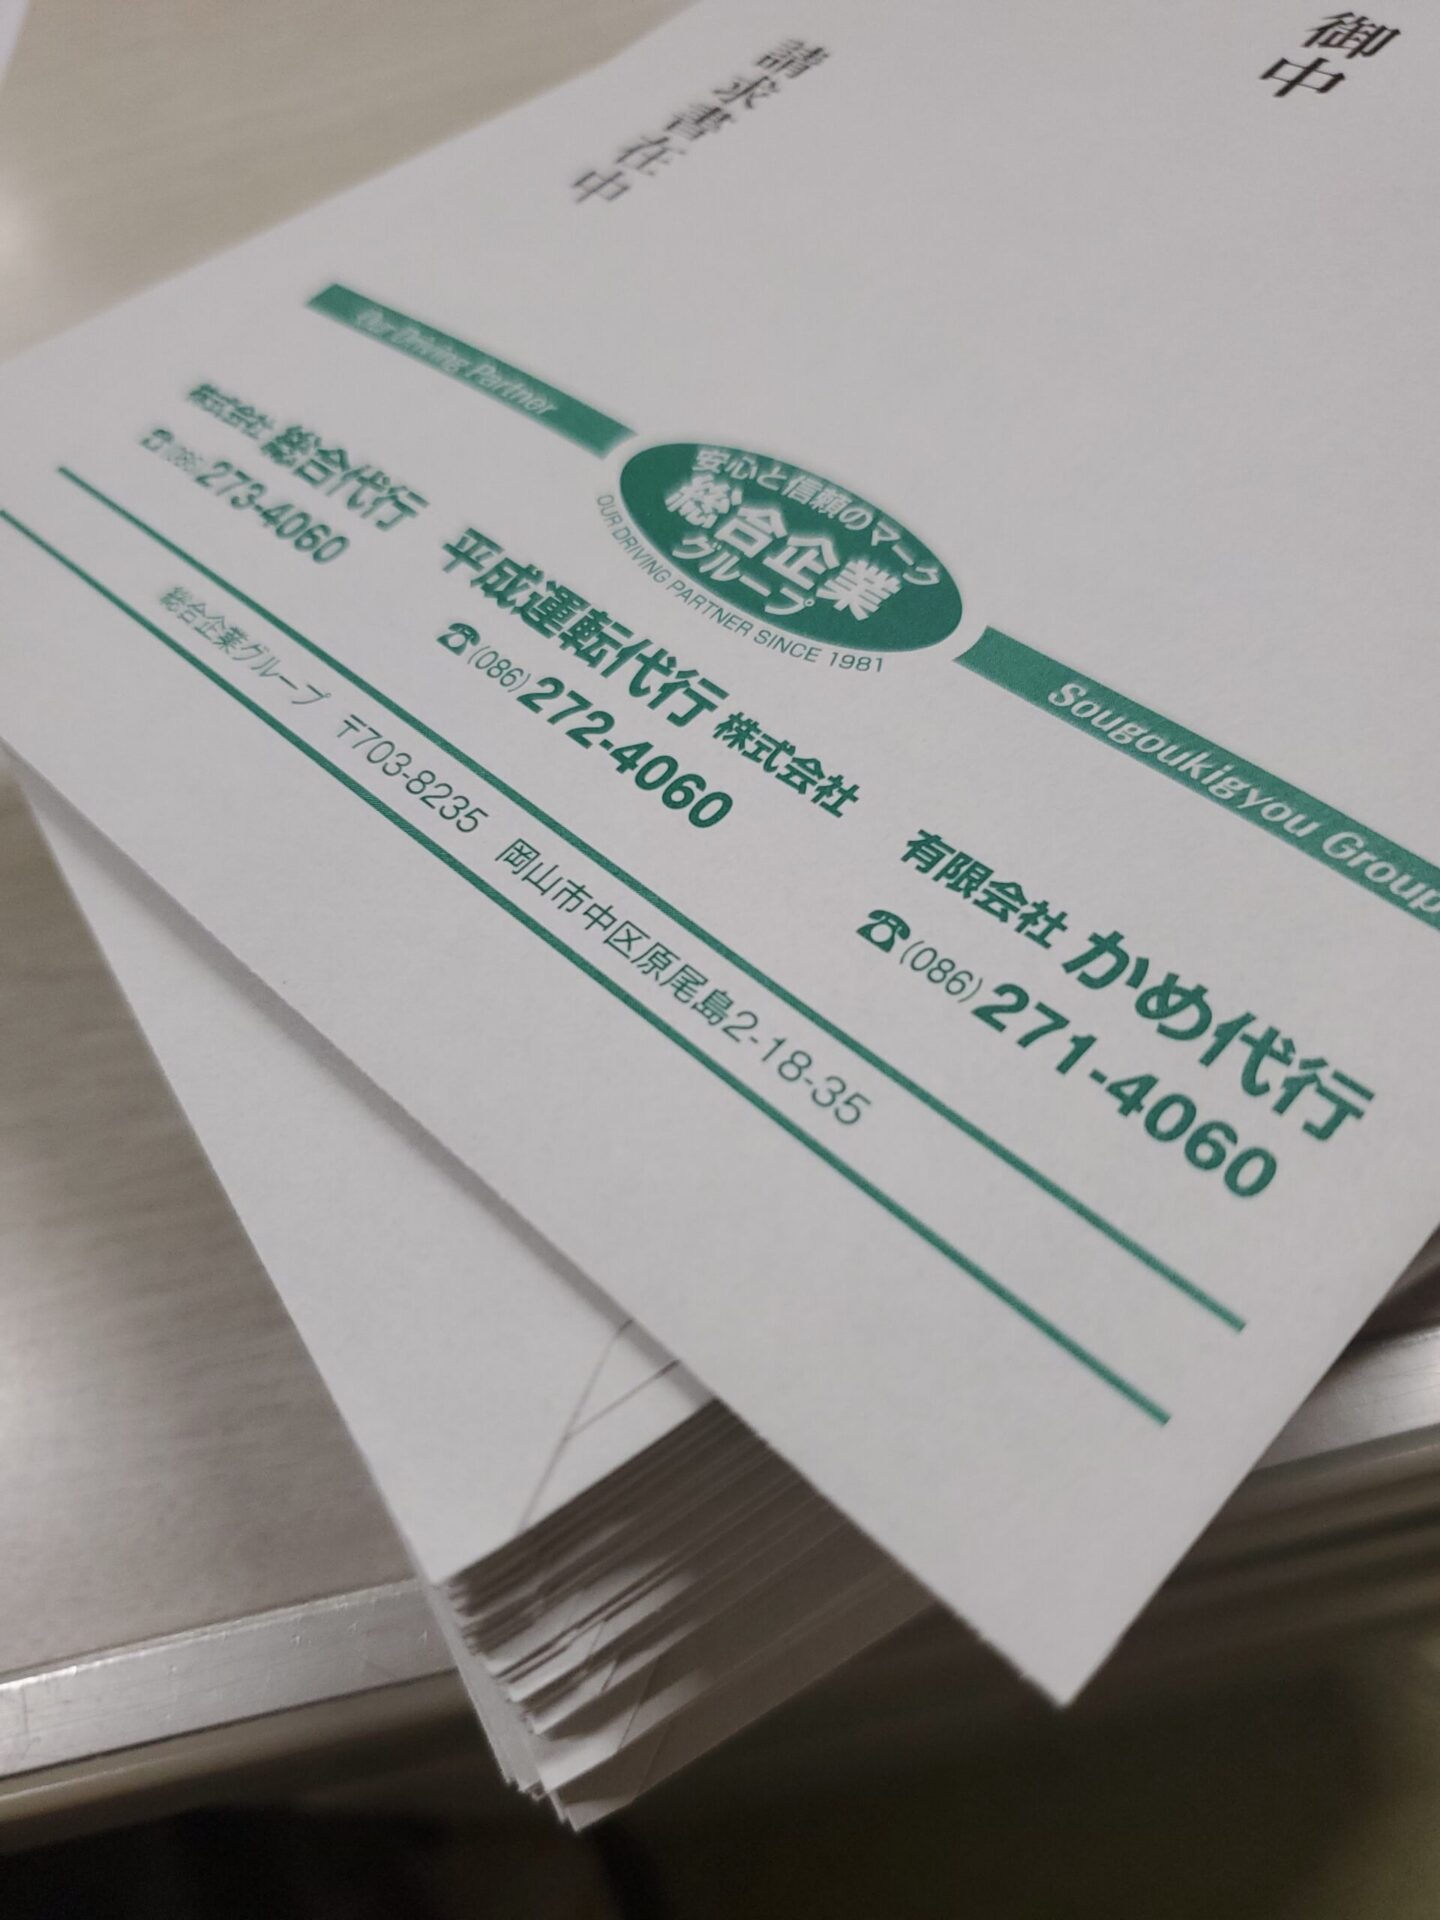 御中
請求書在中
Our Driving Partner
安心と信頼のマーク
総合企業
グループ
OUR DRIVING PARTNER SINCE 1981
Sougoukigyou Group
株式会社 総合代行
☎(086)273-4060
平成運転代行 株式会社
☎(086)272-4060
有限会社 かめ代行
☎(086)271-4060
総合企業グループ 〒703-8235 岡山市中区原尾島2-18-35